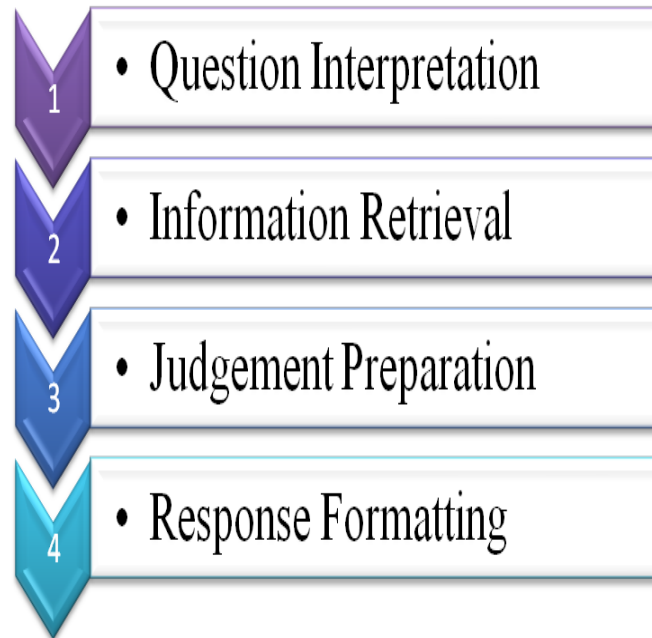 1 • Question Interpretation
2 • Information Retrieval
3 • Judgement Preparation
4 • Response Formatting